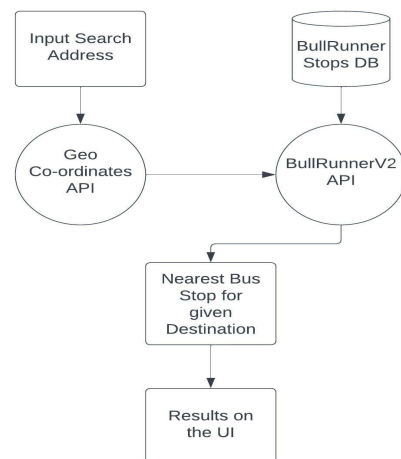 Input Search
Address
BullRunner
Stops DB
Geo
Co-ordinates
API
BullRunnerV2
API
Nearest Bus
Stop for
given
Destination
Results on
the UI